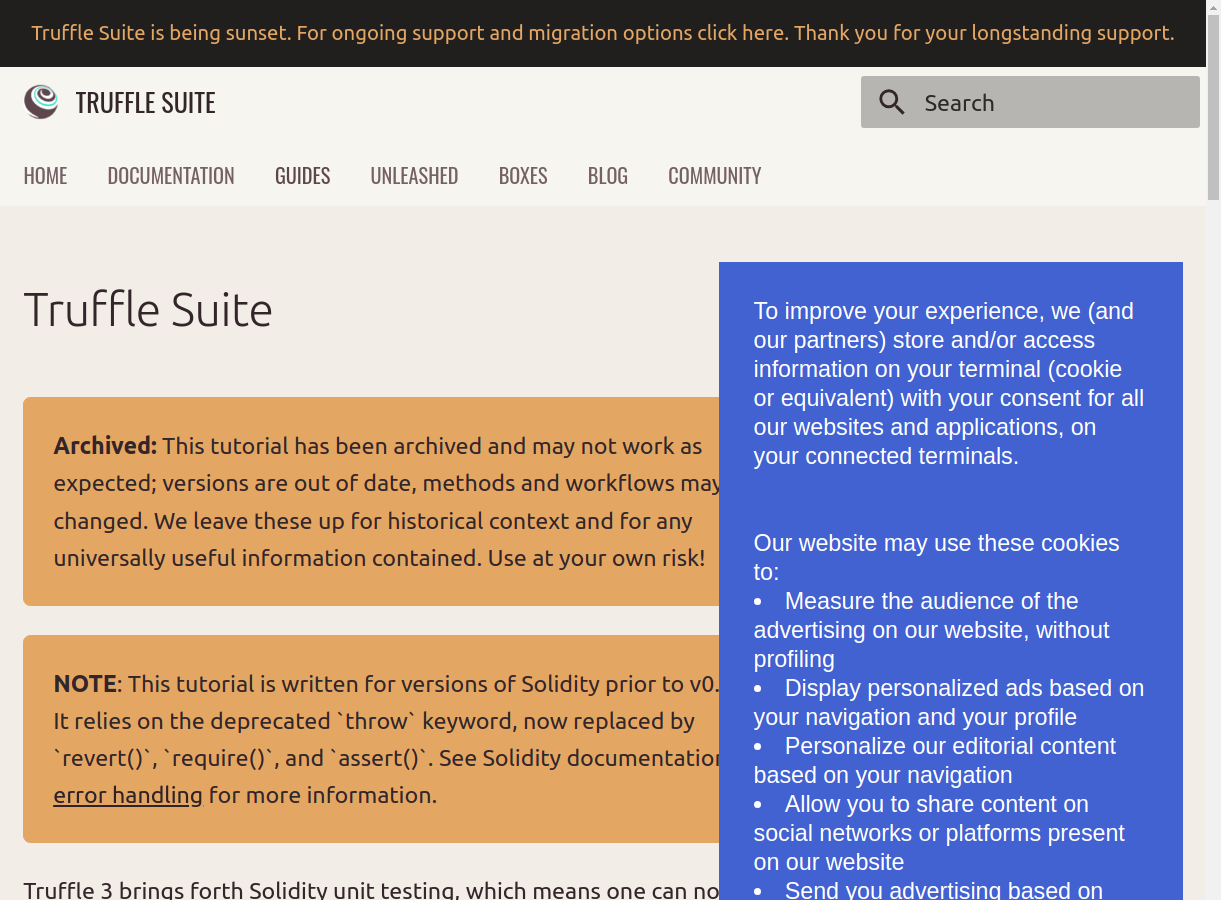 Truffle Suite is being sunset. For ongoing support and migration options click here. Thank you for your longstanding support.
TRUFFLE SUITE
Search
HOME DOCUMENTATION GUIDES UNLEASHED BOXES BLOG COMMUNITY
Truffle Suite
Archived: This tutorial has been archived and may not work as
expected; versions are out of date, methods and workflows may
changed. We leave these up for historical context and for any
universally useful information contained. Use at your own risk!
NOTE: This tutorial is written for versions of Solidity prior to v0.
It relies on the deprecated `throw` keyword, now replaced by
`revert()`, `require()`, and `assert()`. See Solidity documentation
error handling for more information.
Truffle 3 brings forth Solidity unit testing, which means one can no
To improve your experience, we (and
our partners) store and/or access
information on your terminal (cookie
or equivalent) with your consent for all
our websites and applications, on
your connected terminals.
Our website may use these cookies
to:
• Measure the audience of the
advertising on our website, without
profiling
• Display personalized ads based on
your navigation and your profile
• Personalize our editorial content
based on your navigation
• Allow you to share content on
social networks or platforms present
on our website
• Send you advertising based on